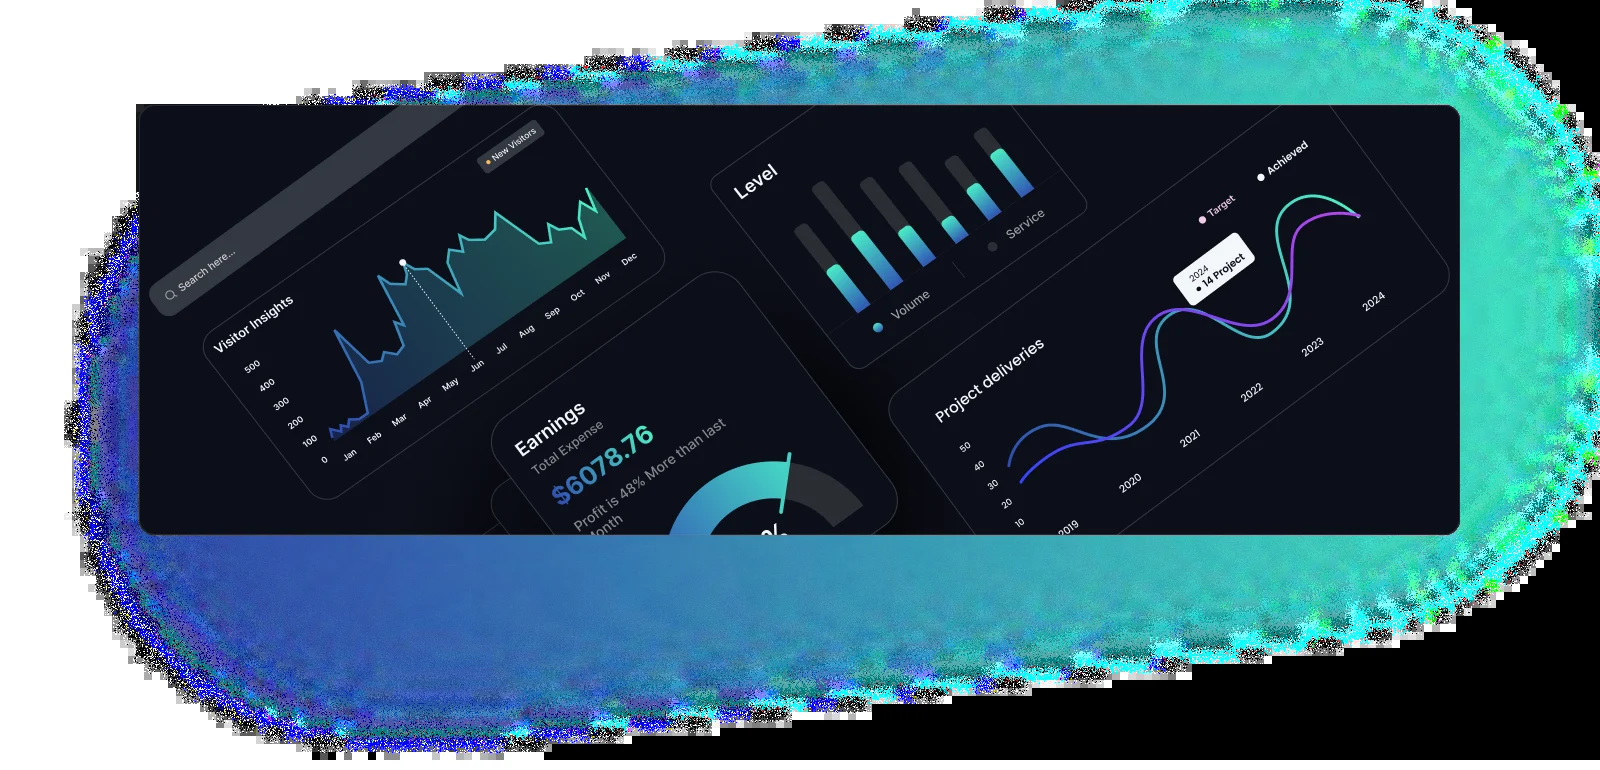 Search here...
New Visitors
Visitor Insights
500
400
300
200
100
0
Jan
Feb
Mar
Apr
May
Jun
Jul
Aug
Sep
Oct
Nov
Dec
Earnings
Total Expense
$6078.76
Profit is 48% More than last
Month
%
Level
Volume
Service
Project deliveries
Achieved
Target
2024
14 Project
50
40
30
20
10
2019
2020
2021
2022
2023
2024